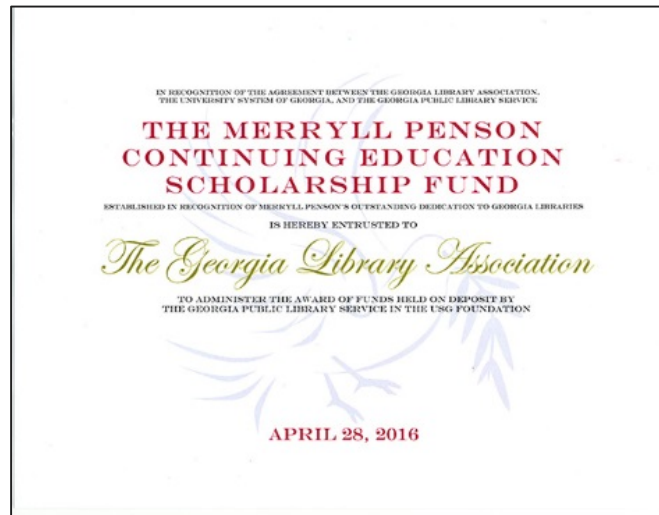 IN RECOGNITION OF THE AGREEMENT BETWEEN THE GEORGIA LIBRARY ASSOCIATION,
THE UNIVERSITY SYSTEM OF GEORGIA, AND THE GEORGIA PUBLIC LIBRARY SERVICE
THE MERRYLL PENSON
CONTINUING EDUCATION
SCHOLARSHIP FUND
ESTABLISHED IN RECOGNITION OF MERRYLL PENSON'S OUTSTANDING DEDICATION TO GEORGIA LIBRARIES
IS HEREBY ENTRUSTED TO
The Georgia Library Association
TO ADMINISTER THE AWARD OF FUNDS HELD ON DEPOSIT BY
THE GEORGIA PUBLIC LIBRARY SERVICE IN THE USG FOUNDATION
APRIL 28, 2016